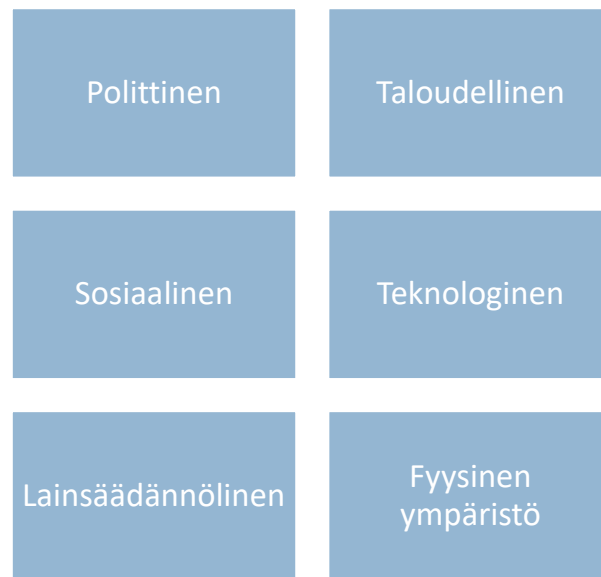 Polittinen
Taloudellinen
Sosiaalinen
Teknologinen
Lainsäädännölinen
Fyysinen
ympäristö